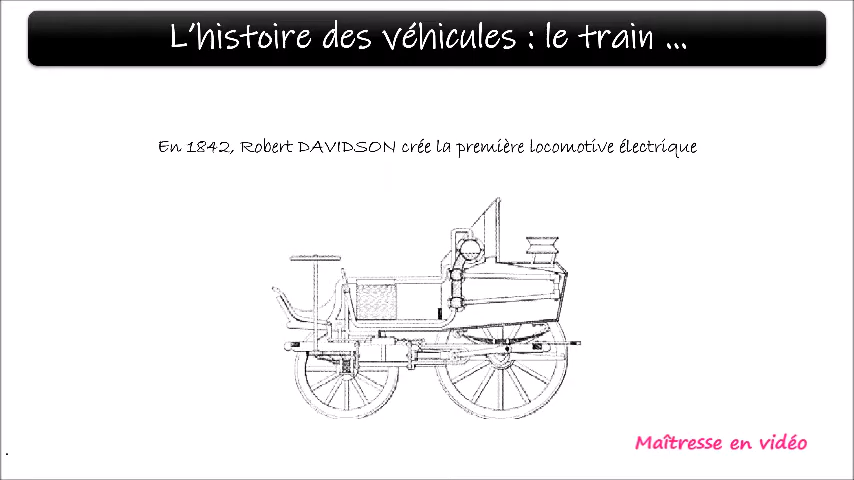 L'histoire des véhicules : le train ...
En 1842, Robert DAVIDSON crée la première locomotive électrique
Maîtresse en vidéo